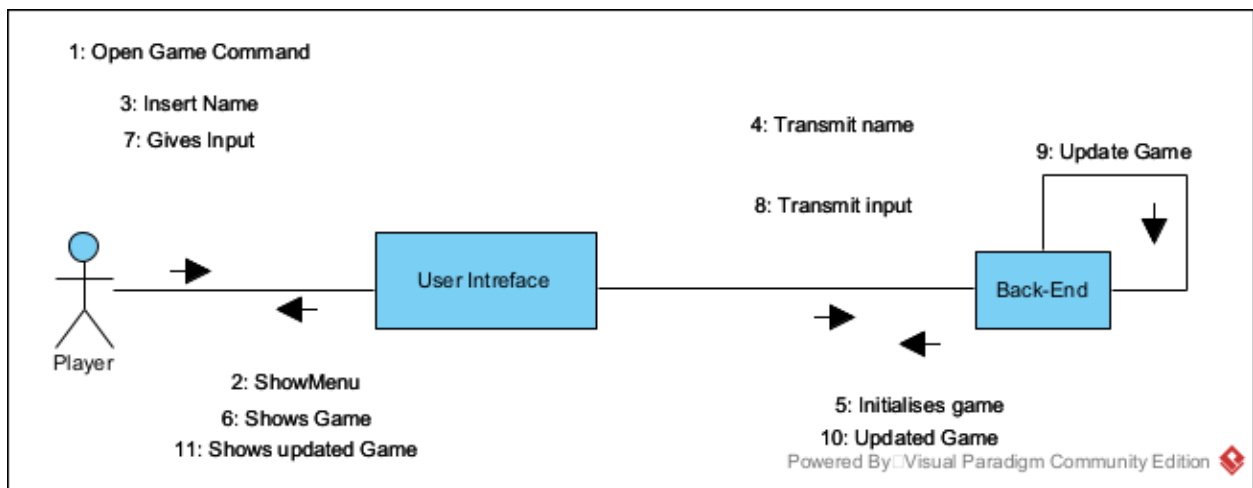 1: Open Game Command
3: Insert Name
7: Gives Input
4: Transmit name
9: Update Game
8: Transmit input
User Intreface
Back-End
Player
2: ShowMenu
6: Shows Game
11: Shows updated Game
5: Initialises game
10: Updated Game
Powered By Visual Paradigm Community Edition